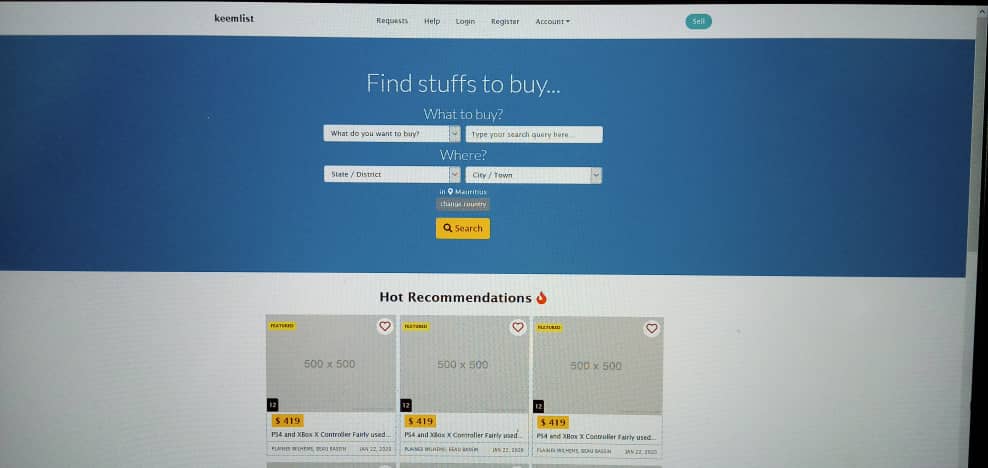 keemlist Requests Help Login Register Account Sell
Find stuffs to buy...
What to buy?
What do you want to buy? Type your search query here...
Where?
State / District City / Town
in Mauritius
change country
Search
Hot Recommendations
FEATURED FEATURED FEATURED
500 x 500 500 x 500 500 x 500
12 12 12
$ 419 $ 419 $ 419
PS4 and XBox X Controller Fairly used... PS4 and XBox X Controller Fairly used... PS4 and XBox X Controller Fairly used...
PLAINES WILHEMS, BEAU BASSIN JAN 22, 2020 PLAINES WILHEMS, BEAU BASSIN JAN 22, 2020 PLAINES WILHEMS, BEAU BASSIN JAN 22, 2020